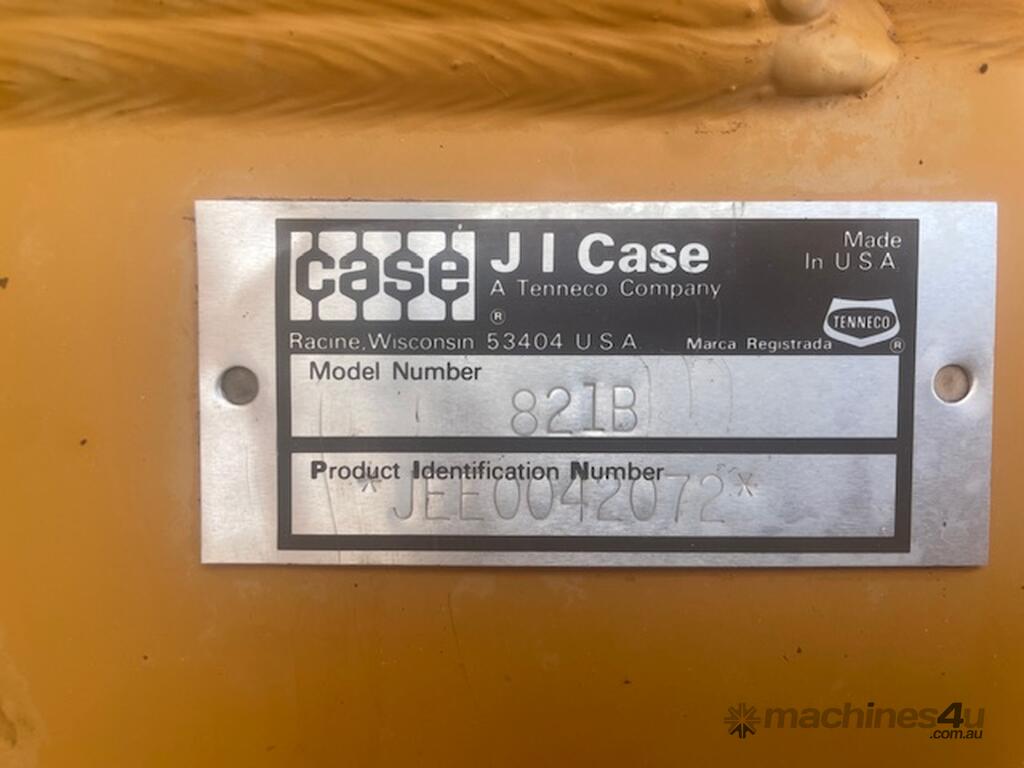 case
J I Case
A Tenneco Company
®
Made
In U S A
TENNECO
®
Racine, Wisconsin 53404 U S A
Marca Registrada
Model Number
821B
Product Identification Number
*JEE0042072*
machines4u
.com.au